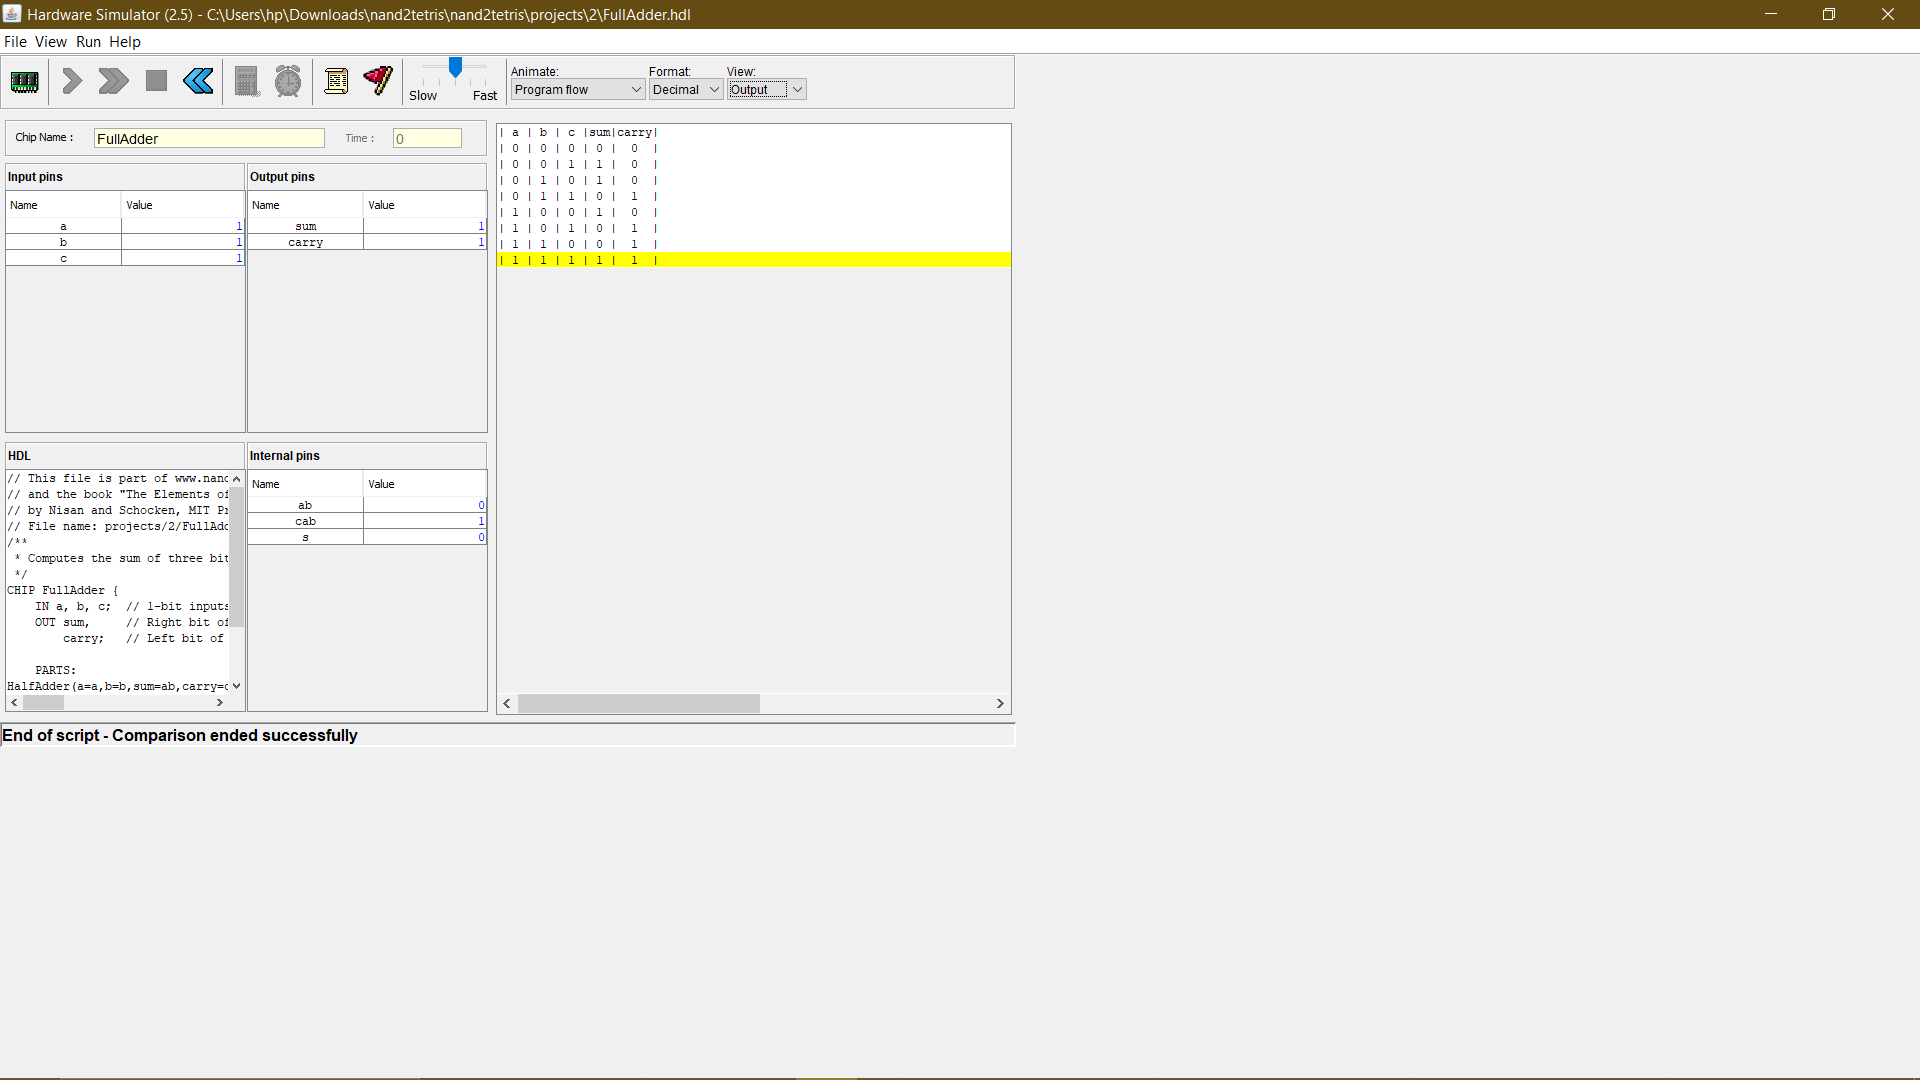 Hardware Simulator (2.5) - C:\Users\hp\Downloads\nand2tetris\nand2tetris\projects\2\FullAdder.hdl
File View Run Help
Slow Fast
Animate: Format: View:
Program flow Decimal Output
Chip Name : FullAdder Time : 0
Input pins
Name Value
a 1
b 1
c 1
Output pins
Name Value
sum 1
carry 1
| a | b | c |sum|carry|
| 0 | 0 | 0 | 0 | 0 |
| 0 | 0 | 1 | 1 | 0 |
| 0 | 1 | 0 | 1 | 0 |
| 0 | 1 | 1 | 0 | 1 |
| 1 | 0 | 0 | 1 | 0 |
| 1 | 0 | 1 | 0 | 1 |
| 1 | 1 | 0 | 0 | 1 |
| 1 | 1 | 1 | 1 | 1 |
HDL
// This file is part of www.nand
// and the book "The Elements of
// by Nisan and Schocken, MIT Pr
// File name: projects/2/FullAdd
/**
* Computes the sum of three bit
*/
CHIP FullAdder {
IN a, b, c; // 1-bit inputs
OUT sum, // Right bit of
carry; // Left bit of
PARTS:
HalfAdder(a=a,b=b,sum=ab,carry=c
Internal pins
Name Value
ab 0
cab 1
s 0
End of script - Comparison ended successfully